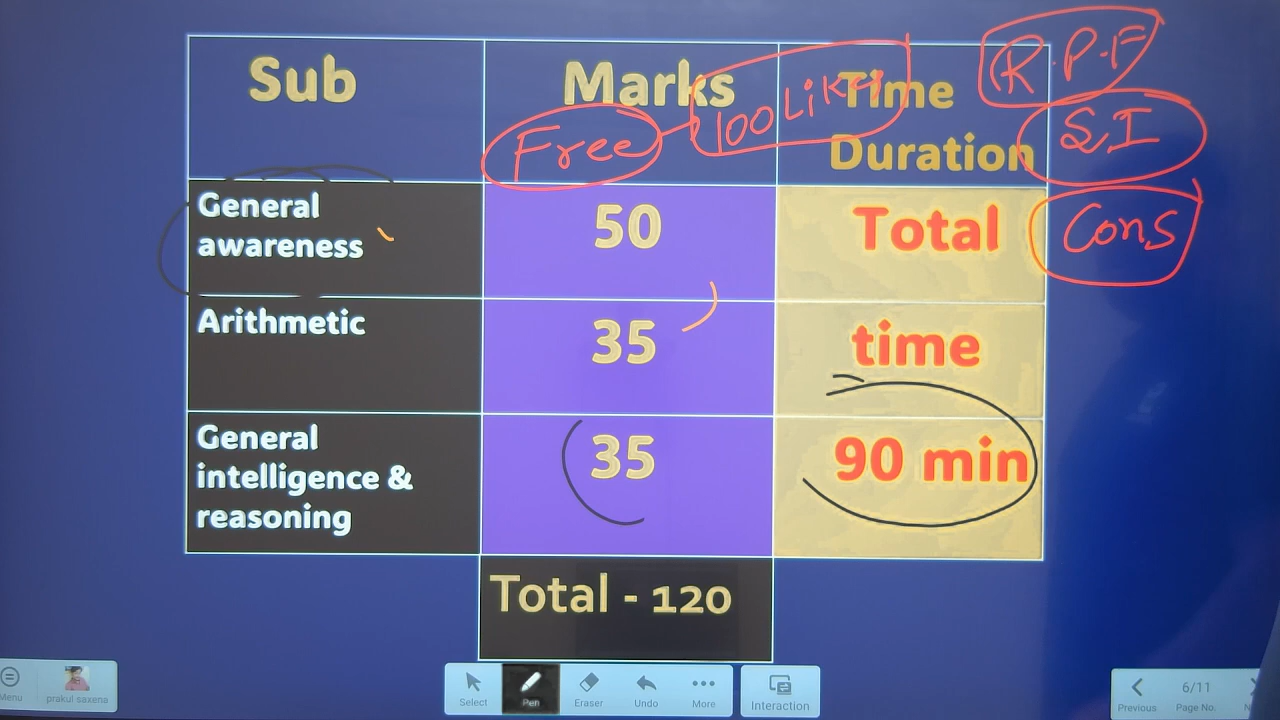 Sub
Marks
Time
Duration
R.P.F
100 Likes
Free
S.I
Cons
General
awareness
50
Total
Arithmetic
35
time
General
intelligence &
reasoning
35
90 min
Total - 120
Menu
prakul saxena
Select
Pen
Eraser
Undo
More
Interaction
Previous
6/11
Page No.